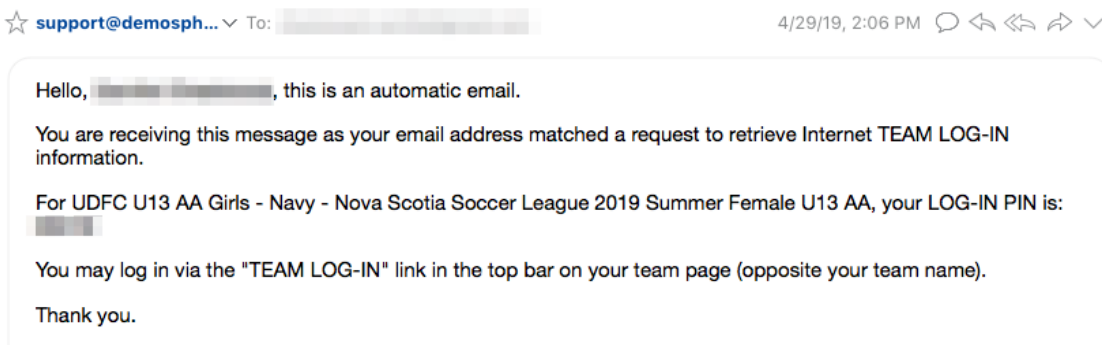 support@demosph... To:
4/29/19, 2:06 PM
Hello, , this is an automatic email.
You are receiving this message as your email address matched a request to retrieve Internet TEAM LOG-IN
information.
For UDFC U13 AA Girls - Navy - Nova Scotia Soccer League 2019 Summer Female U13 AA, your LOG-IN PIN is:
You may log in via the "TEAM LOG-IN" link in the top bar on your team page (opposite your team name).
Thank you.